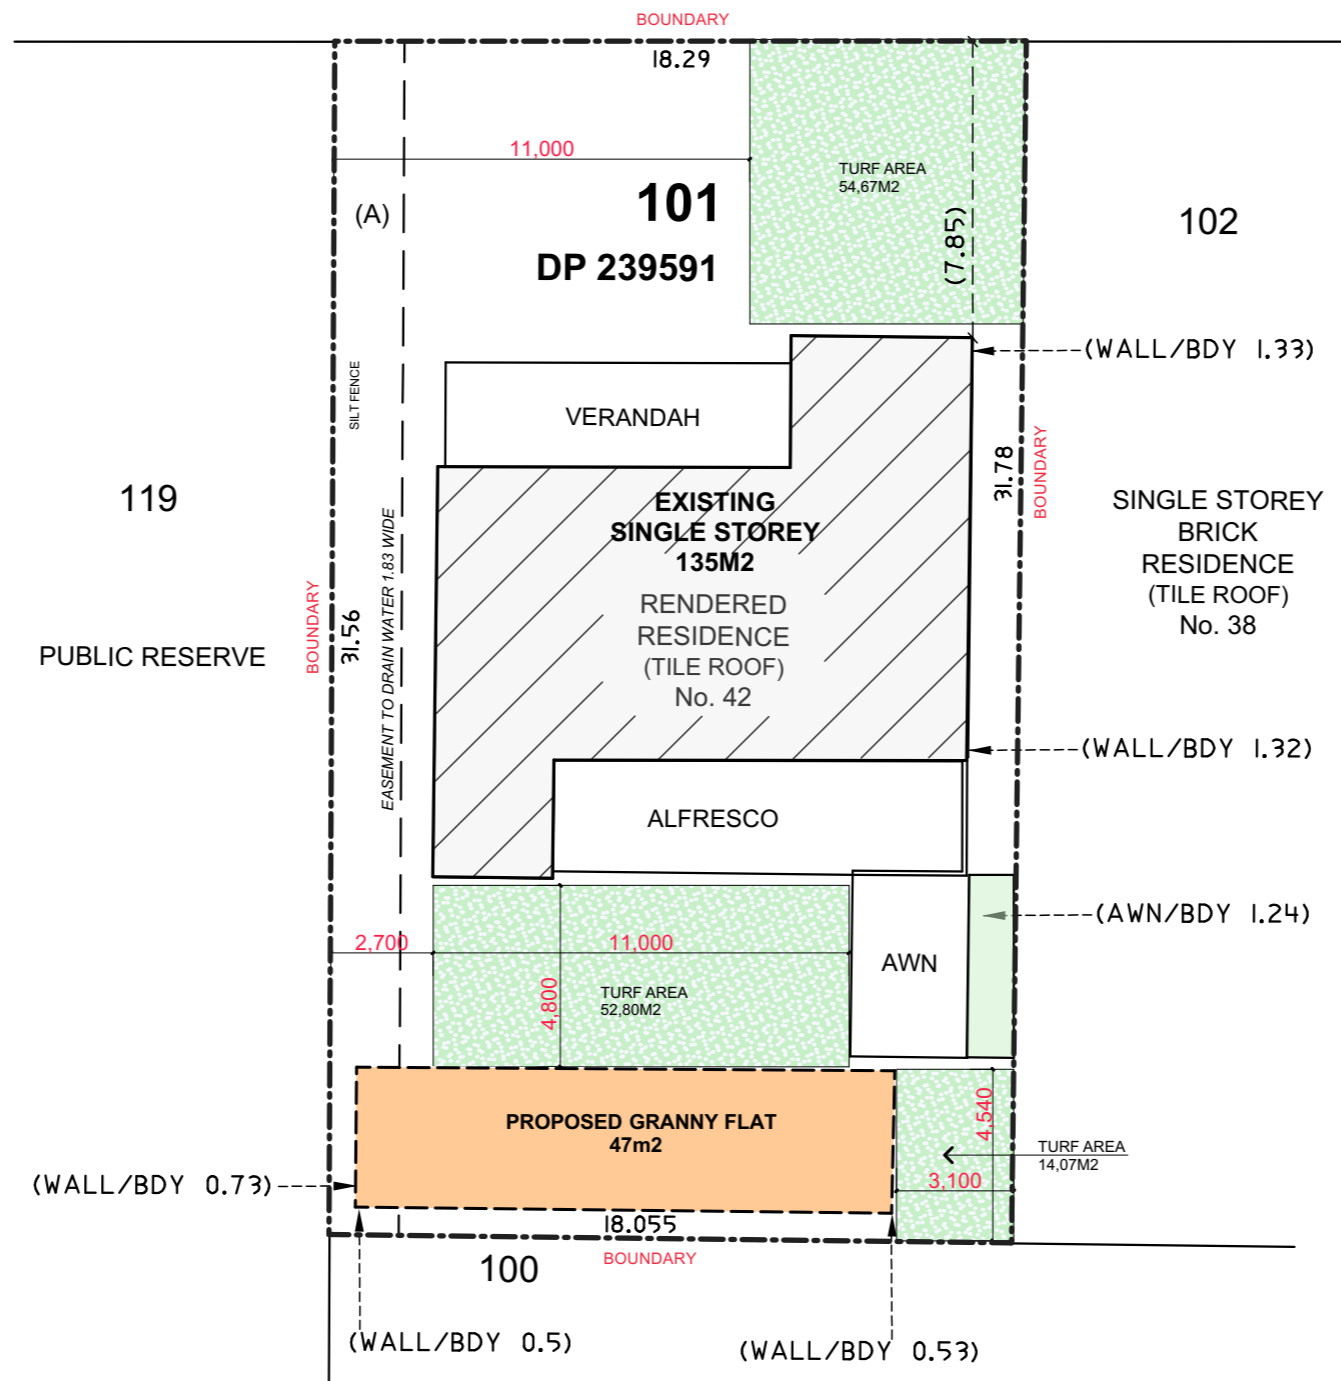 BOUNDARY
18.29
11,000
TURF AREA
54,67M2
(A)
101
DP 239591
(7.85)
102
(WALL/BDY 1.33)
SILT FENCE
VERANDAH
119
EXISTING
SINGLE STOREY
135M2
RENDERED
RESIDENCE
(TILE ROOF)
No. 42
31.78
BOUNDARY
SINGLE STOREY
BRICK
RESIDENCE
(TILE ROOF)
No. 38
PUBLIC RESERVE
BOUNDARY
31.56
EASEMENT TO DRAIN WATER 1.83 WIDE
(WALL/BDY 1.32)
ALFRESCO
(AWN/BDY 1.24)
2,700
11,000
AWN
4,800
TURF AREA
52,80M2
PROPOSED GRANNY FLAT
47m2
4,540
TURF AREA
14,07M2
3,100
(WALL/BDY 0.73)
18.055
BOUNDARY
100
(WALL/BDY 0.5)
(WALL/BDY 0.53)